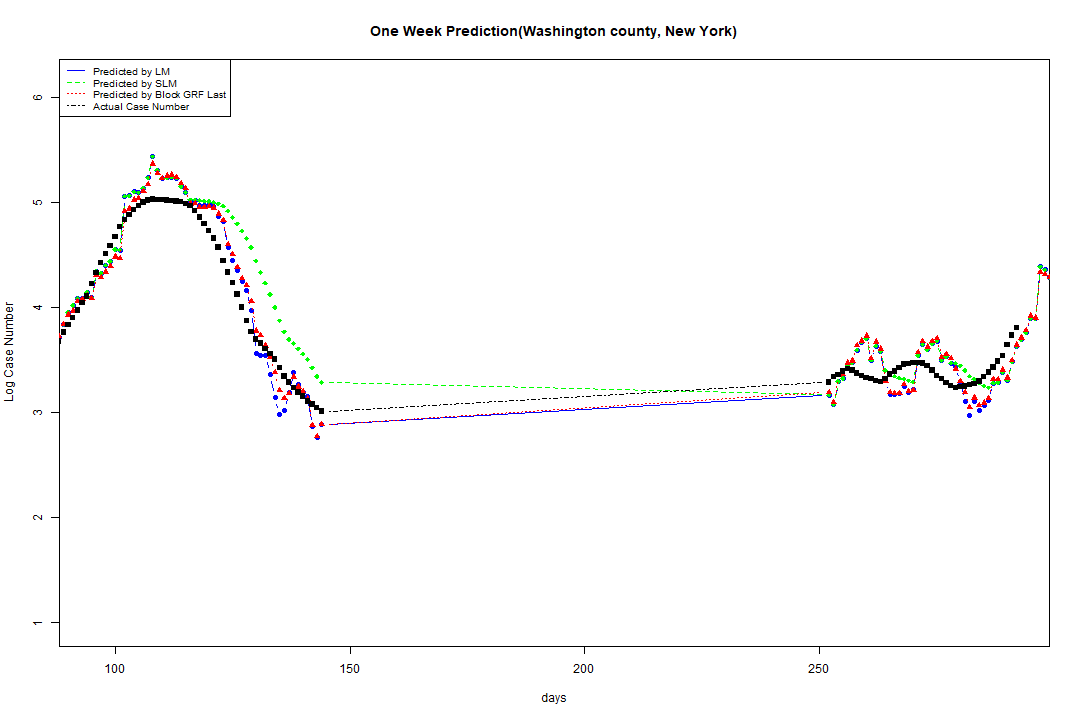 One Week Prediction(Washington county, New York)
Predicted by LM
Predicted by SLM
Predicted by Block GRF Last
Actual Case Number
6
5
4
3
2
1
Log Case Number
100 150 200 250
days